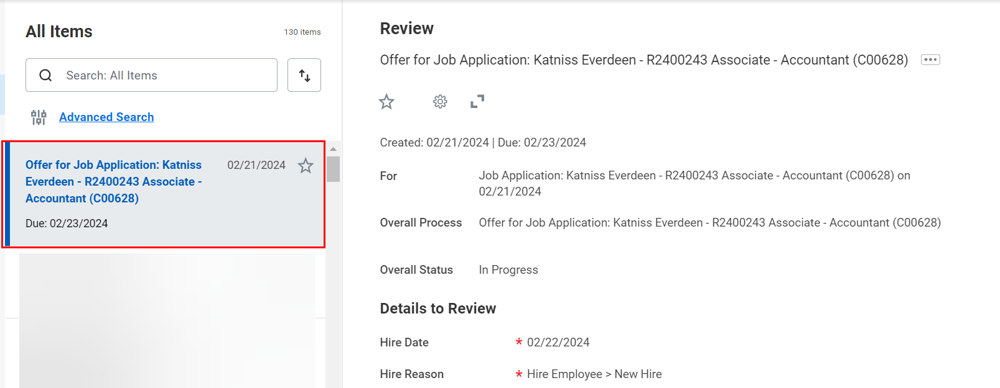 All Items
130 items
Search: All Items
Advanced Search
Offer for Job Application: Katniss
Everdeen - R2400243 Associate -
Accountant (C00628)
02/21/2024
Due: 02/23/2024
Review
Offer for Job Application: Katniss Everdeen - R2400243 Associate - Accountant (C00628)
Created: 02/21/2024 | Due: 02/23/2024
For
Job Application: Katniss Everdeen - R2400243 Associate - Accountant (C00628) on
02/21/2024
Overall Process
Offer for Job Application: Katniss Everdeen - R2400243 Associate - Accountant (C00628)
Overall Status
In Progress
Details to Review
Hire Date
* 02/22/2024
Hire Reason
* Hire Employee > New Hire